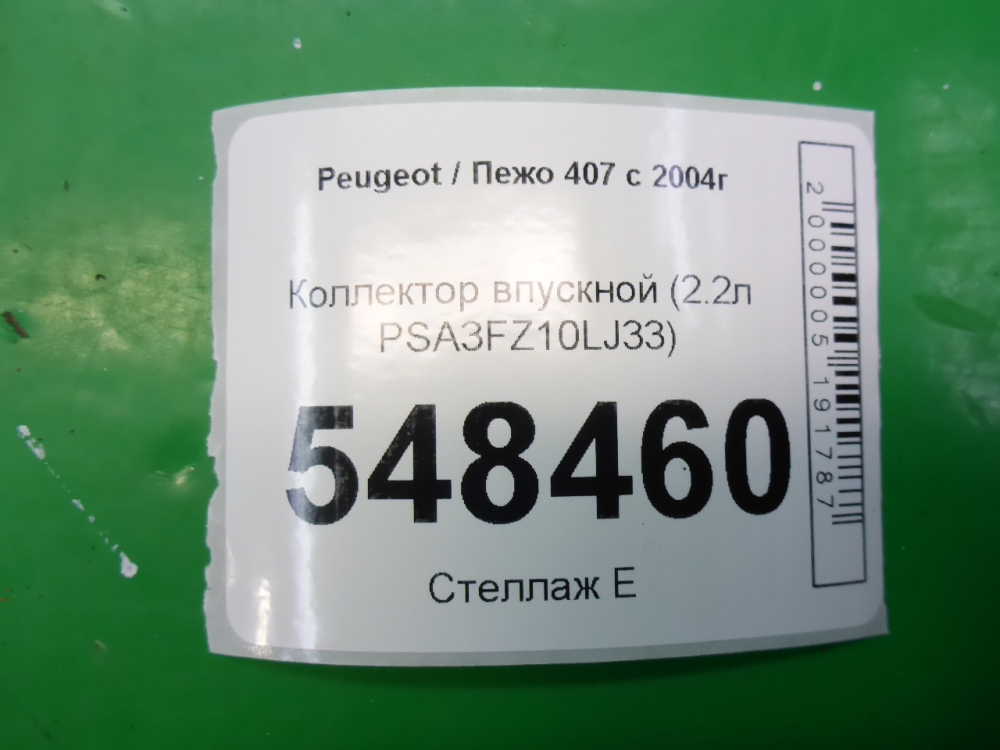 Peugeot / Пежо 407 с 2004г
Коллектор впускной (2.2л
PSA3FZ10LJ33)
548460
Стеллаж Е
2000005191787